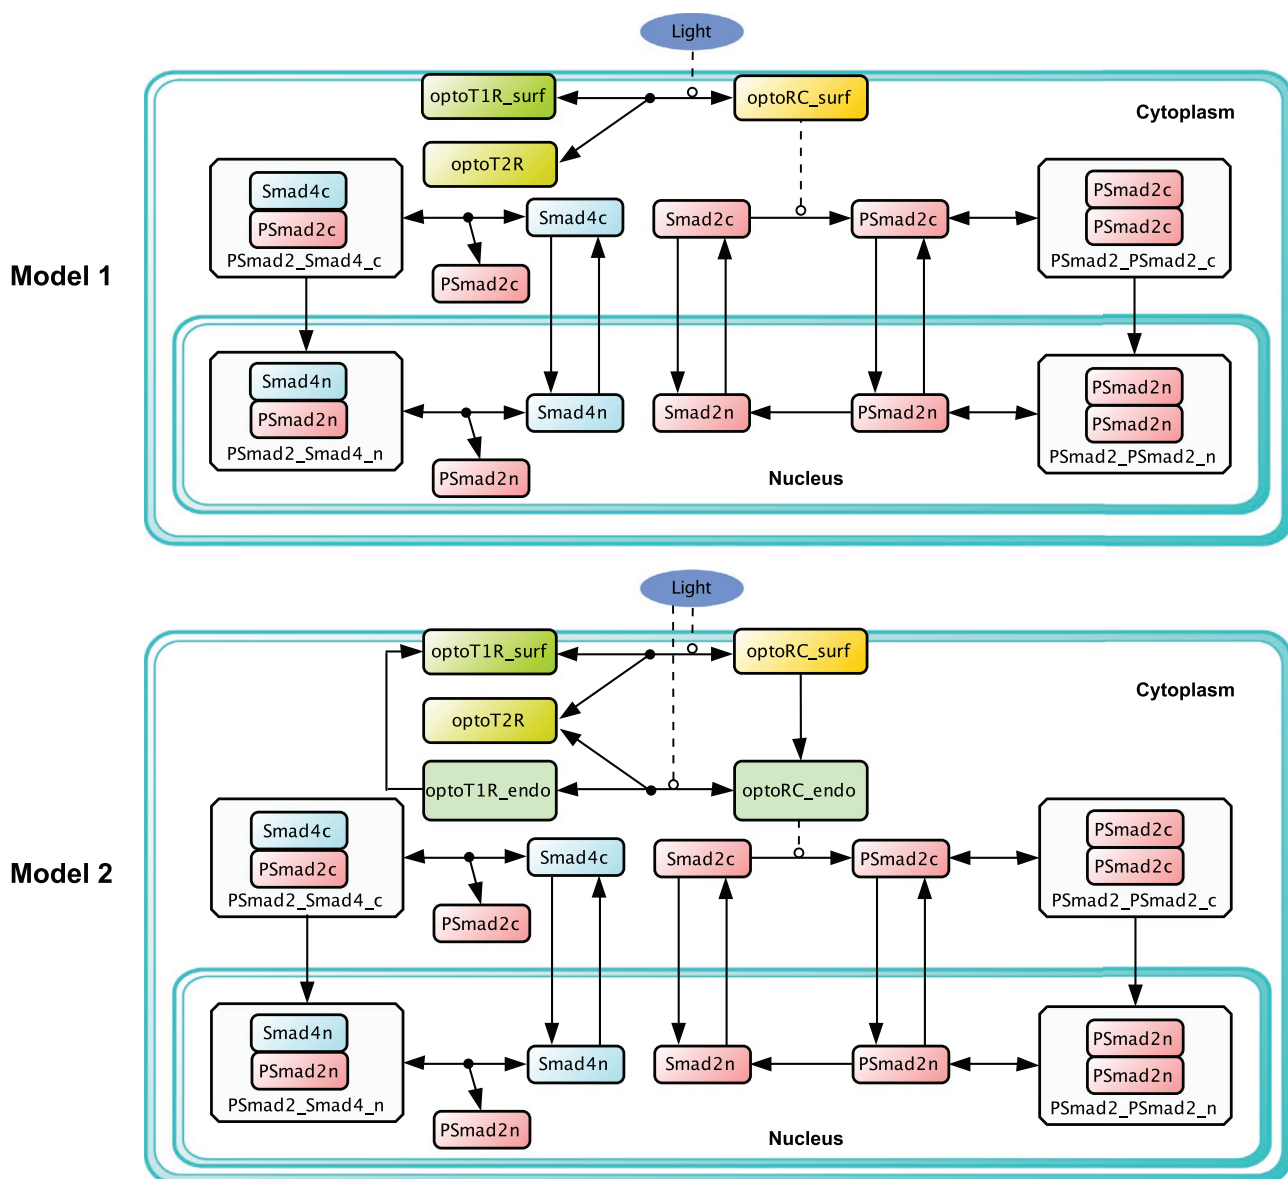 Light
optoT1R_surf
optoRC_surf
Cytoplasm
optoT2R
Smad4c
PSmad2c
PSmad2_Smad4_c
Smad4c
PSmad2c
Smad2c
PSmad2c
PSmad2c
PSmad2c
PSmad2_PSmad2_c
Model 1
Smad4n
PSmad2n
PSmad2_Smad4_n
Smad4n
PSmad2n
Smad2n
PSmad2n
PSmad2n
PSmad2n
PSmad2_PSmad2_n
Nucleus
Light
optoT1R_surf
optoRC_surf
Cytoplasm
optoT2R
optoT1R_endo
optoRC_endo
Smad4c
PSmad2c
PSmad2_Smad4_c
Smad4c
PSmad2c
Smad2c
PSmad2c
PSmad2c
PSmad2c
PSmad2_PSmad2_c
Model 2
Smad4n
PSmad2n
PSmad2_Smad4_n
Smad4n
PSmad2n
Smad2n
PSmad2n
PSmad2n
PSmad2n
PSmad2_PSmad2_n
Nucleus